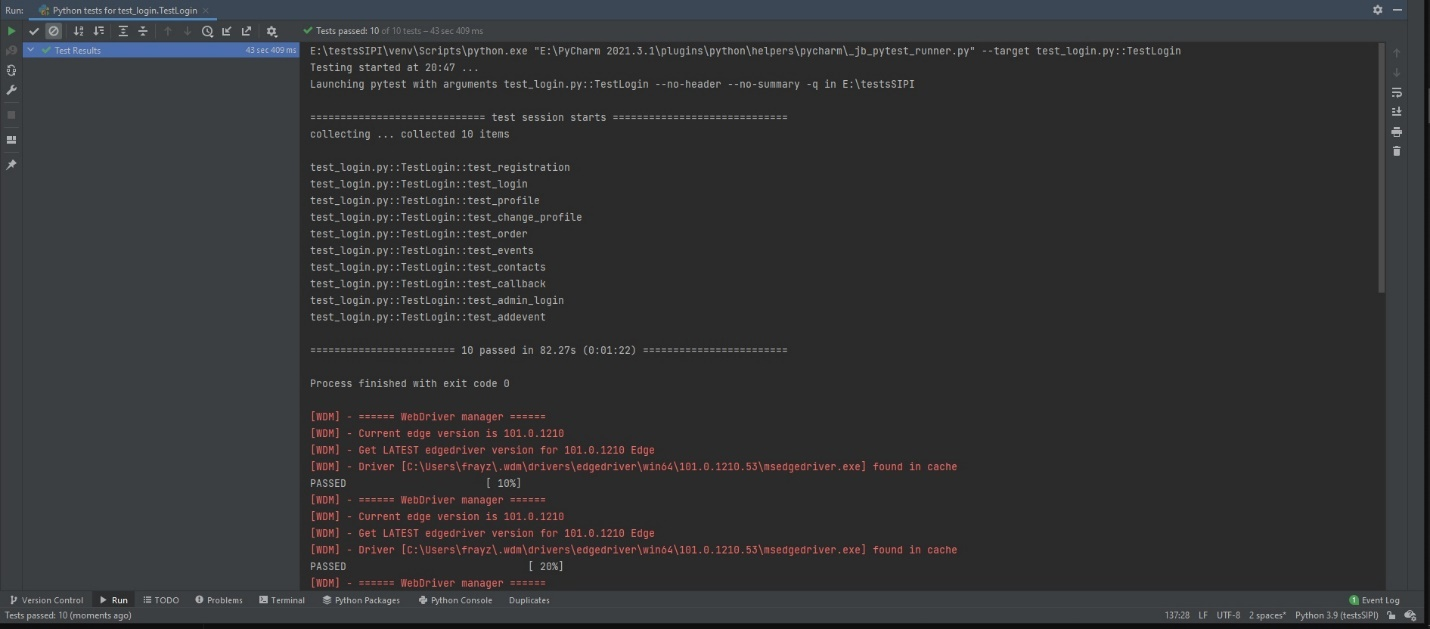 Run: Python tests for test_login.TestLogin
Tests passed: 10 of 10 tests – 43 sec 409 ms
Test Results 43 sec 409 ms
E:\testsSIPI\venv\Scripts\python.exe "E:\PyCharm 2021.3.1\plugins\python\helpers\pycharm\_jb_pytest_runner.py" --target test_login.py::TestLogin
Testing started at 20:47 ...
Launching pytest with arguments test_login.py::TestLogin --no-header --no-summary -q in E:\testsSIPI
============================= test session starts =============================
collecting ... collected 10 items
test_login.py::TestLogin::test_registration
test_login.py::TestLogin::test_login
test_login.py::TestLogin::test_profile
test_login.py::TestLogin::test_change_profile
test_login.py::TestLogin::test_order
test_login.py::TestLogin::test_events
test_login.py::TestLogin::test_contacts
test_login.py::TestLogin::test_callback
test_login.py::TestLogin::test_admin_login
test_login.py::TestLogin::test_addevent
======================== 10 passed in 82.27s (0:01:22) ========================
Process finished with exit code 0
[WDM] - ====== WebDriver manager ======
[WDM] - Current edge version is 101.0.1210
[WDM] - Get LATEST edgedriver version for 101.0.1210 Edge
[WDM] - Driver [C:\Users\frayz\.wdm\drivers\edgedriver\win64\101.0.1210.53\msedgedriver.exe] found in cache
PASSED [ 10%]
[WDM] - ====== WebDriver manager ======
[WDM] - Current edge version is 101.0.1210
[WDM] - Get LATEST edgedriver version for 101.0.1210 Edge
[WDM] - Driver [C:\Users\frayz\.wdm\drivers\edgedriver\win64\101.0.1210.53\msedgedriver.exe] found in cache
PASSED [ 20%]
[WDM] - ====== WebDriver manager ======
Version Control Run TODO Problems Terminal Python Packages Python Console Duplicates 1 Event Log
Tests passed: 10 (moments ago) 137:28 LF UTF-8 2 spaces* Python 3.9 (testsSIPI)